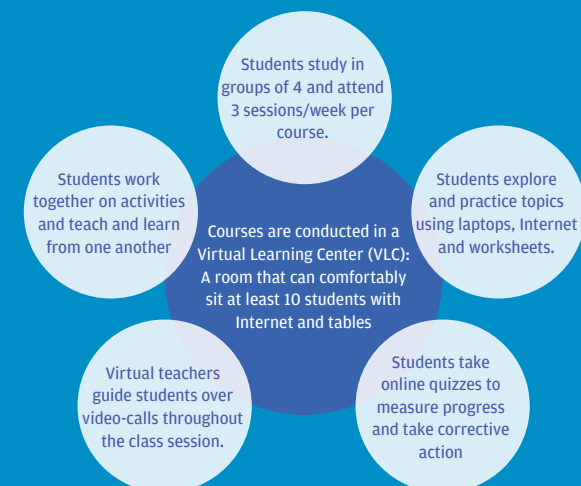 Students study in
groups of 4 and attend
3 sessions/week per
course.
Students work
together on activities
and teach and learn
from one another
Students explore
and practice topics
using laptops, Internet
and worksheets.
Courses are conducted in a
Virtual Learning Center (VLC):
A room that can comfortably
sit at least 10 students with
Internet and tables
Virtual teachers
guide students over
video-calls throughout
the class session.
Students take
online quizzes to
measure progress
and take corrective
action